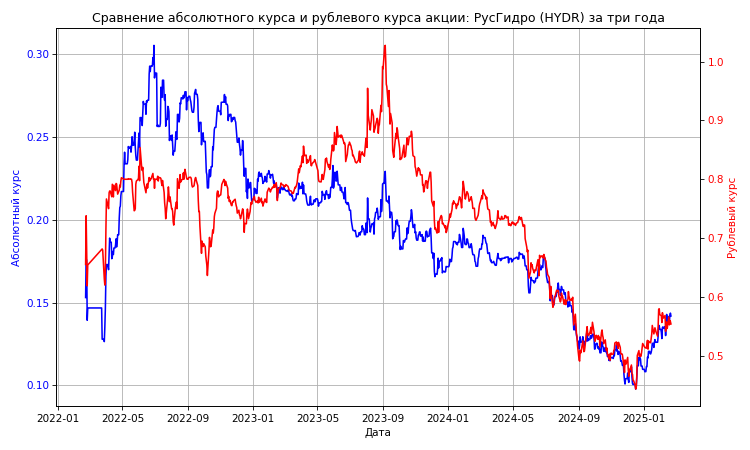 Сравнение абсолютного курса и рублевого курса акции: РусГидро (HYDR) за три года
Абсолютный курс
0.30
0.25
0.20
0.15
0.10
1.0
0.9
0.8
0.7
0.6
0.5
Рублевый курс
2022-01 2022-05 2022-09 2023-01 2023-05 2023-09 2024-01 2024-05 2024-09 2025-01
Дата